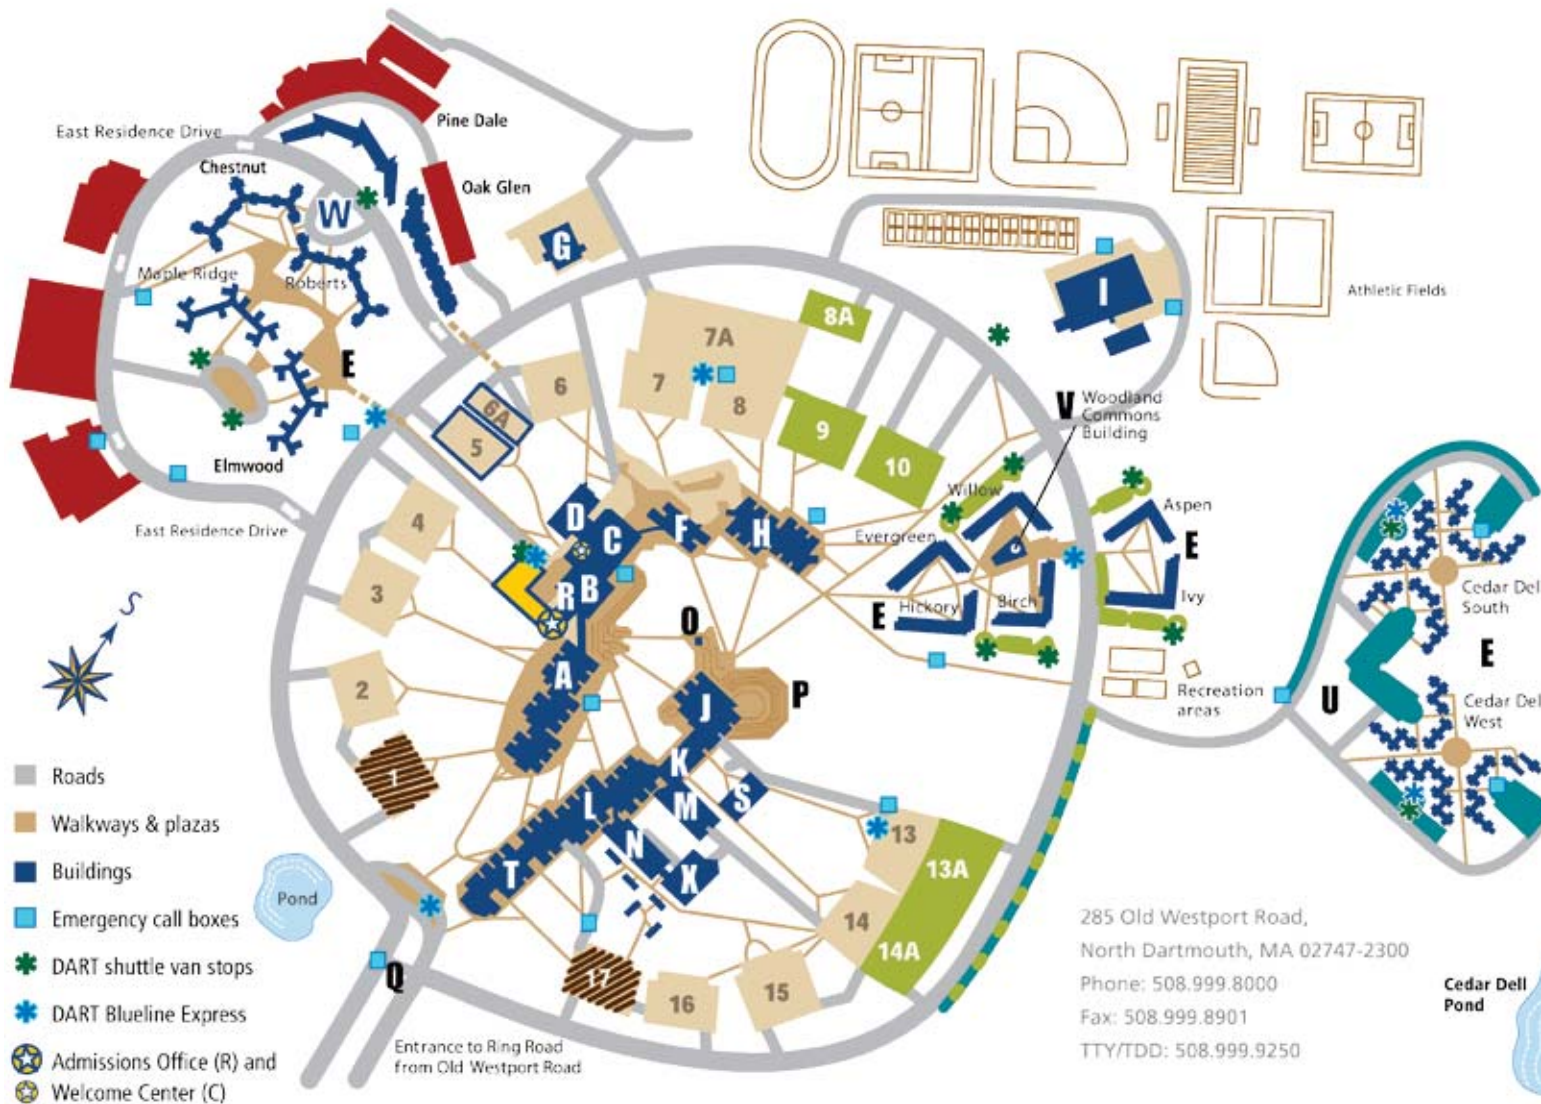 East Residence Drive
Pine Dale
Chestnut
Oak Glen
W
G
Maple Ridge
Roberts
I
Athletic Fields
8A
7A
E
6
7
8
6A
5
9
10
V Woodland
Commons
Building
Elmwood
East Residence Drive
4
D
C
F
H
Willow
Evergreen
Aspen
E
3
R
B
E
Hickory
Birch
Ivy
Cedar Dell
South
S
O
A
2
J
P
Recreation
areas
U
E
Cedar Del
West
1
K
L
M
S
N
T
X
13
13A
14
14A
Pond
Q
17
16
15
Roads
Walkways & plazas
Buildings
Emergency call boxes
DART shuttle van stops
DART Blueline Express
Admissions Office (R) and
Welcome Center (C)
Entrance to Ring Road
from Old Westport Road
285 Old Westport Road,
North Dartmouth, MA 02747-2300
Phone: 508.999.8000
Fax: 508.999.8901
TTY/TDD: 508.999.9250
Cedar Dell
Pond